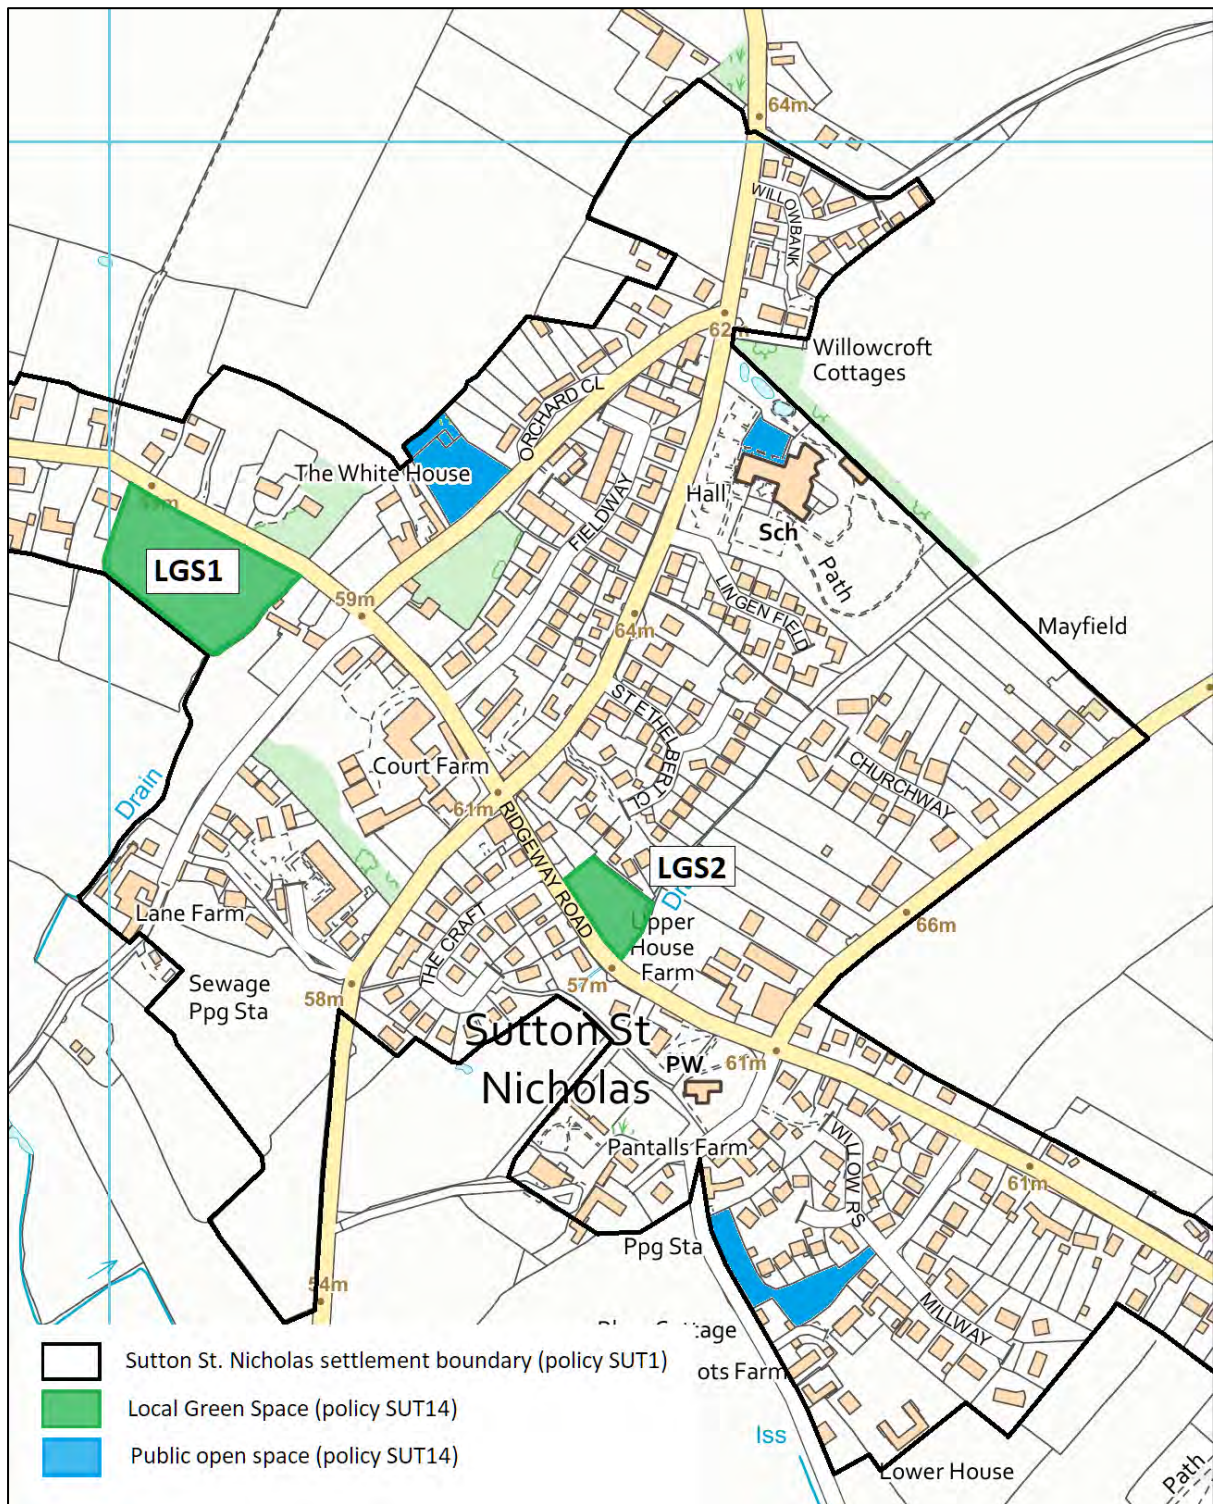 64m
WILLOWBANK
62m
Willowcroft
Cottages
ORCHARD CL
The White House
FIELDWAY
Hall
Sch
Path
LGS1
59m
LINGEN FIELD
64m
Mayfield
ST ETHELBERT CL
Court Farm
CHURCHWAY
Drain
61m
RIDGEWAY ROAD
LGS2
Lane Farm
THE CRAFT
Upper
House
Farm
66m
Sewage
Ppg Sta
58m
57m
Sutton St
Nicholas
PW
61m
Pantalls Farm
WILLOW RS
61m
Ppg Sta
54m
MILLWAY
Cottage
ots Farm
Iss
Lower House
Path
Sutton St. Nicholas settlement boundary (policy SUT1)
Local Green Space (policy SUT14)
Public open space (policy SUT14)